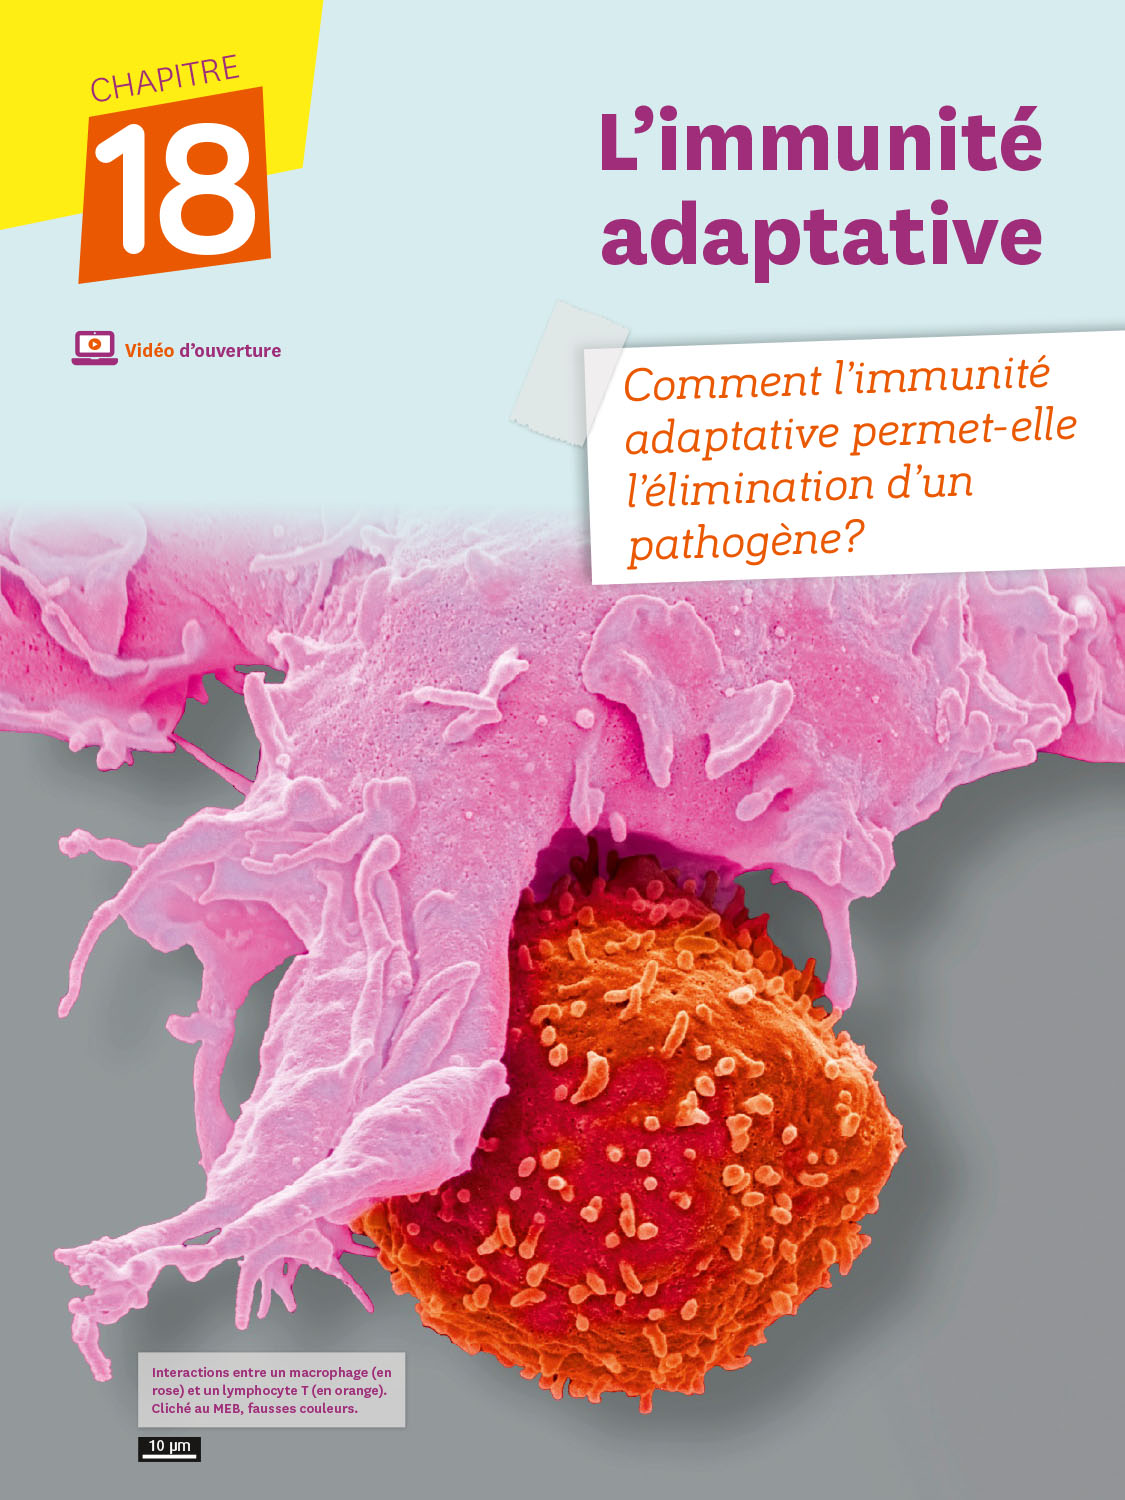 CHAPITRE
18
L’immunité
adaptative
Vidéo d’ouverture
Comment l’immunité
adaptative permet-elle
l’élimination d’un
pathogène?
Interactions entre un macrophage (en
rose) et un lymphocyte T (en orange).
Cliché au MEB, fausses couleurs.
10 µm